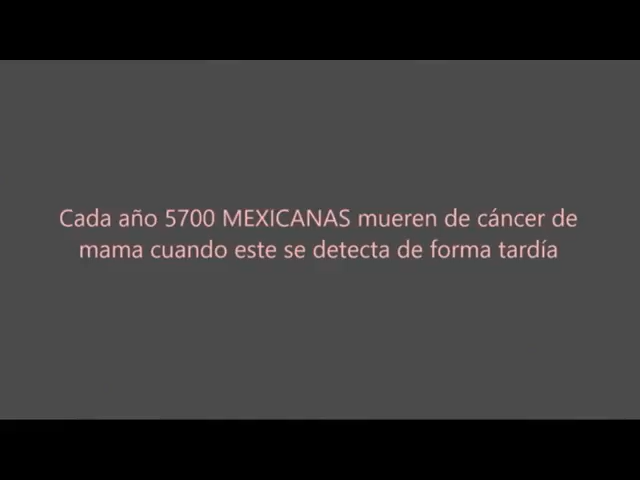 Cada año 5700 MEXICANAS mueren de cáncer de
mama cuando este se detecta de forma tardía